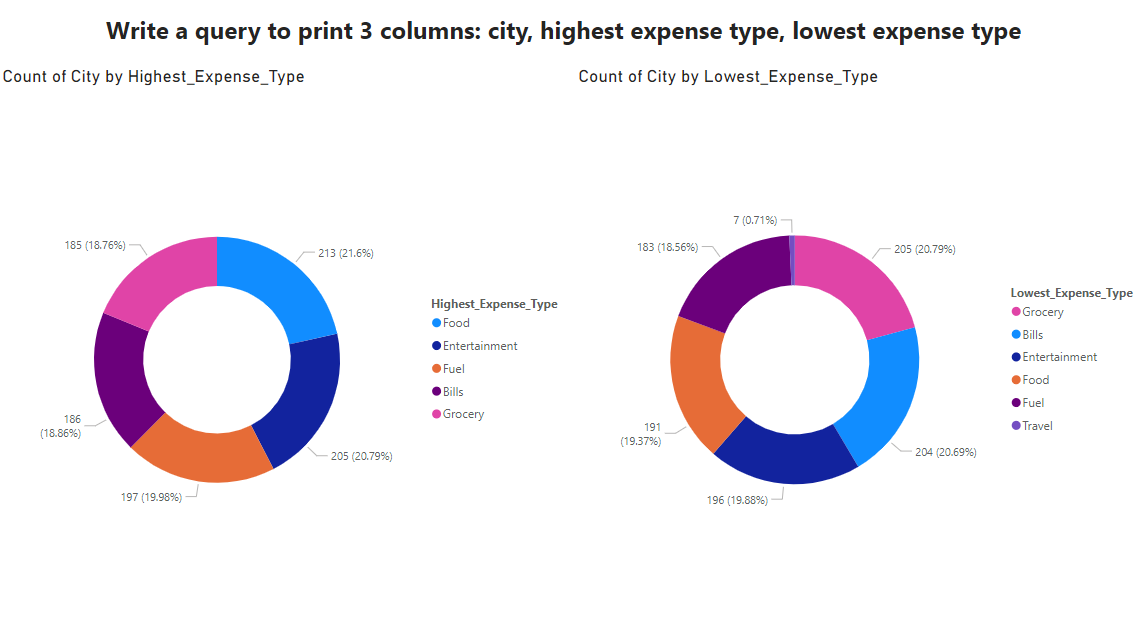 Write a query to print 3 columns: city, highest expense type, lowest expense type
Count of City by Highest_Expense_Type
185 (18.76%)
213 (21.6%)
186
(18.86%)
205 (20.79%)
197 (19.98%)
Highest_Expense_Type
Food
Entertainment
Fuel
Bills
Grocery
Count of City by Lowest_Expense_Type
7 (0.71%)
183 (18.56%)
205 (20.79%)
191
(19.37%)
204 (20.69%)
196 (19.88%)
Lowest_Expense_Type
Grocery
Bills
Entertainment
Food
Fuel
Travel